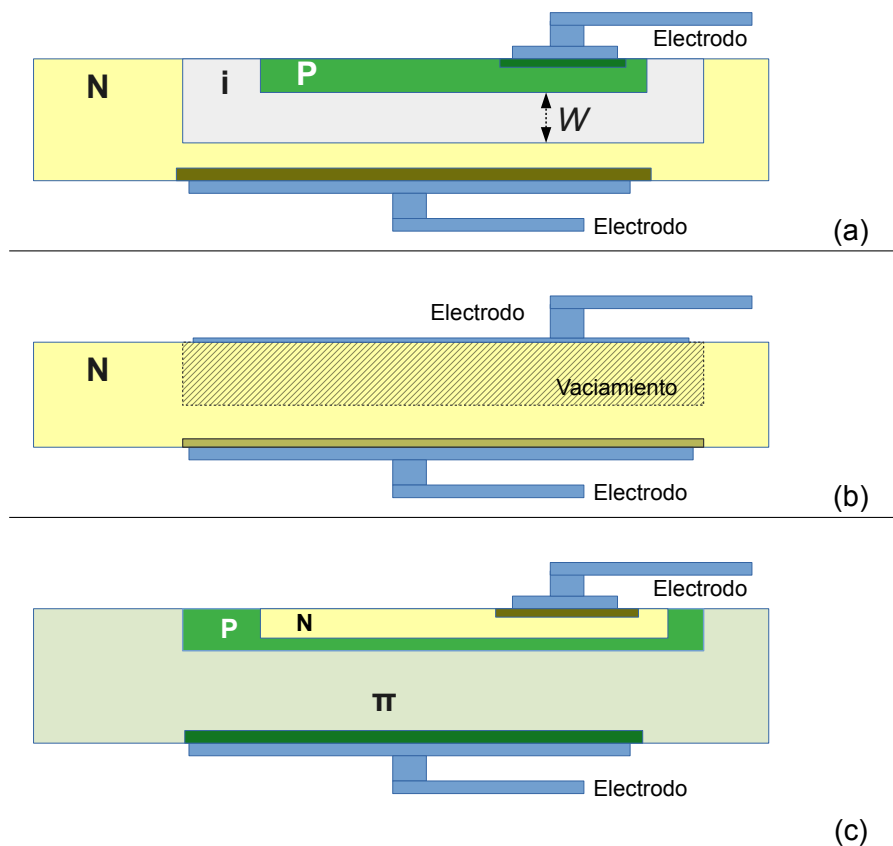 Electrodo
N
i
P
W
Electrodo
(a)
Electrodo
N
Vaciamiento
Electrodo
(b)
Electrodo
P
N
π
Electrodo
(c)